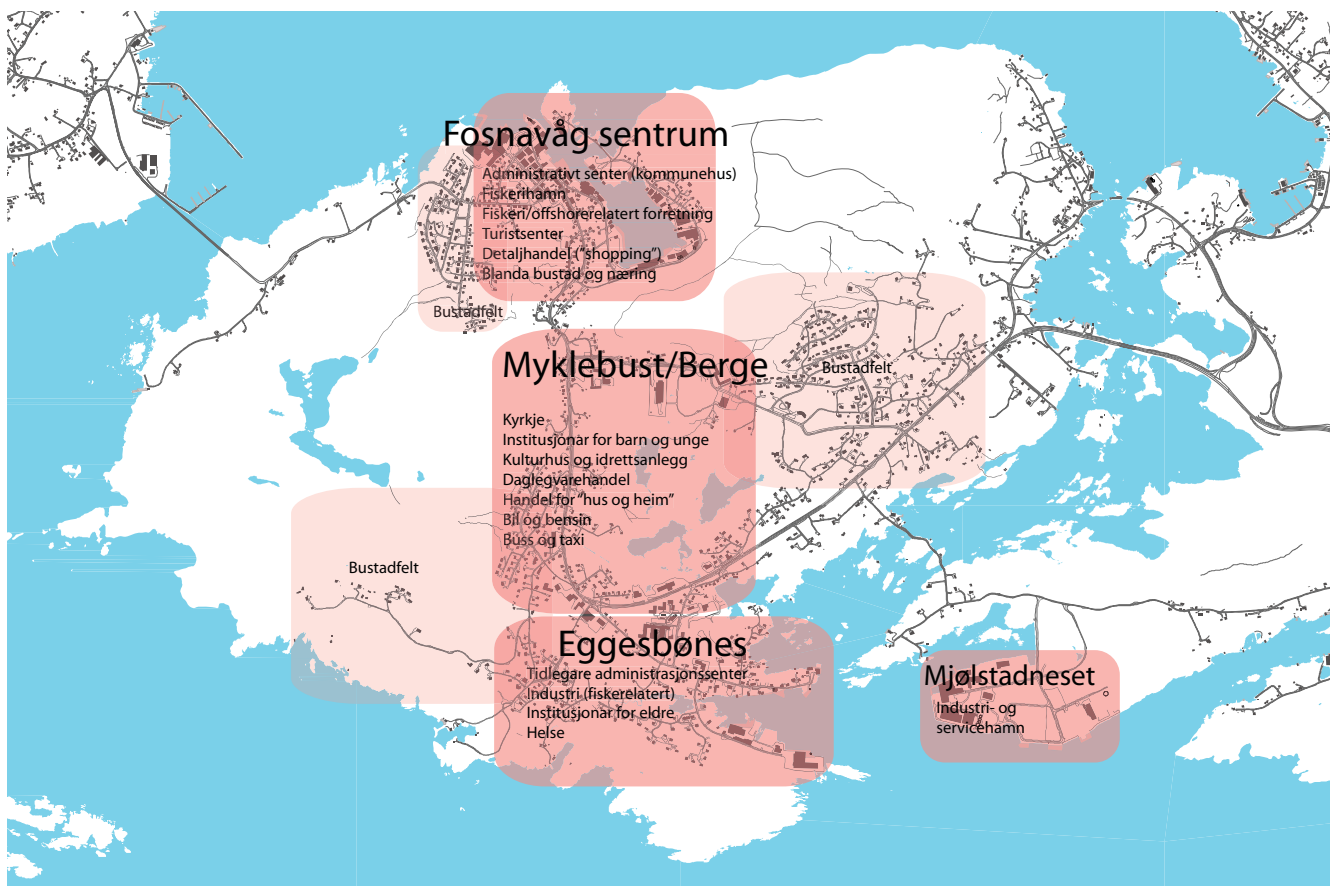 Fosnavåg sentrum
Administrativt senter (kommunehus)
Fiskerihamn
Fiskeri/offshorerelatert forretning
Turistsenter
Detaljhandel ("shopping")
Blanda bustad og næring
Bustadfelt
Myklebust/Berge
Kyrkje
Institusjonar for barn og unge
Kulturhus og idrettsanlegg
Daglegvarehandel
Handel for "hus og heim"
Bil og bensin
Buss og taxi
Bustadfelt
Bustadfelt
Eggesbønes
Tidlegare administrasjonssenter
Industri (fiskerelatert)
Institusjonar for eldre
Helse
Mjølstadneset
Industri- og
servicehamn